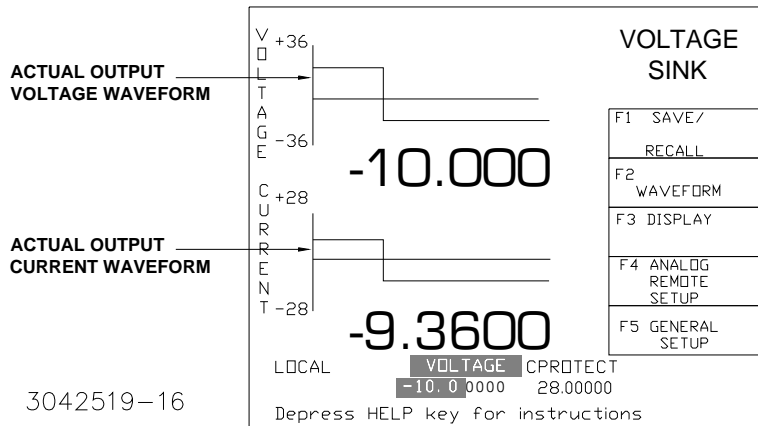 ACTUAL OUTPUT
VOLTAGE WAVEFORM
VOLTAGE
+36
-36
-10.000
VOLTAGE
SINK
F1 SAVE/
RECALL
F2
WAVEFORM
F3 DISPLAY
F4 ANALOG
REMOTE
SETUP
F5 GENERAL
SETUP
ACTUAL OUTPUT
CURRENT WAVEFORM
CURRENT
+28
-28
-9.3600
LOCAL VOLTAGE CPROTECT
-10.00000 28.00000
Depress HELP key for instructions
3042519-16